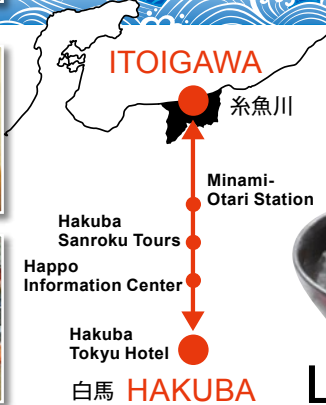 ITOIGAWA
糸魚川
Minami-
Otari Station
Hakuba
Sanroku Tours
Happo
Information Center
Hakuba
Tokyu Hotel
白馬 HAKUBA
L